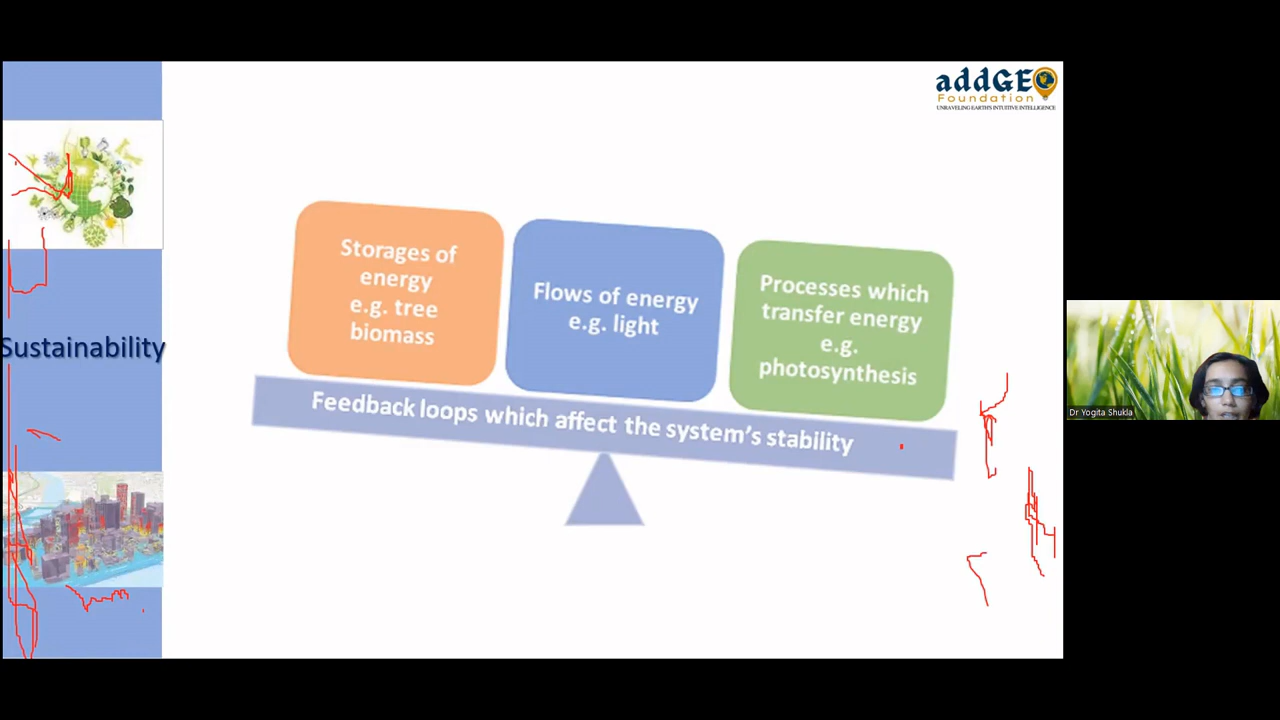 addGEO
Foundation
UNRAVELING EARTH'S INTUITIVE INTELLIGENCE
Storages of
energy
e.g. tree
biomass
Flows of energy
e.g. light
Processes which
transfer energy
e.g.
photosynthesis
Feedback loops which affect the system's stability
Sustainability
Dr Yogita Shukla